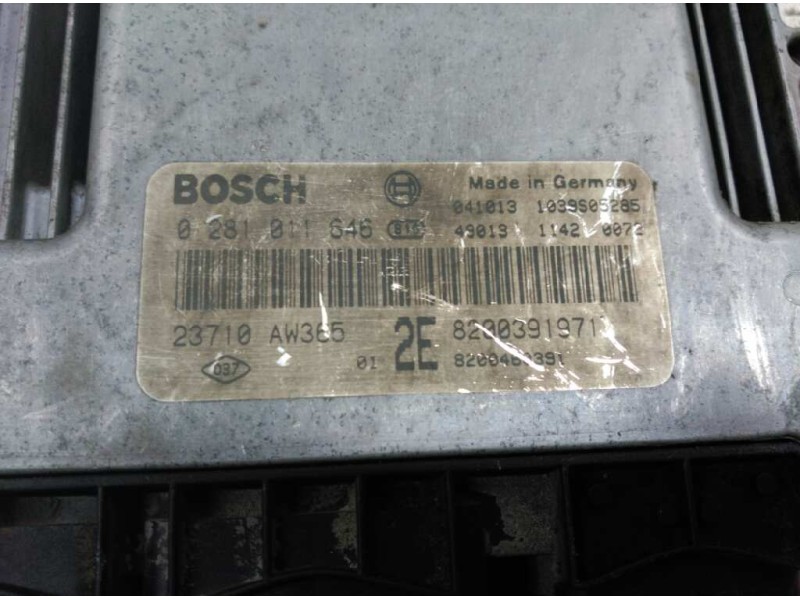 BOSCH Made in Germany
041013 1039S05285
0 281 011 646 49013 1142 0072
23710 AW365 2E 8200391971
037 01